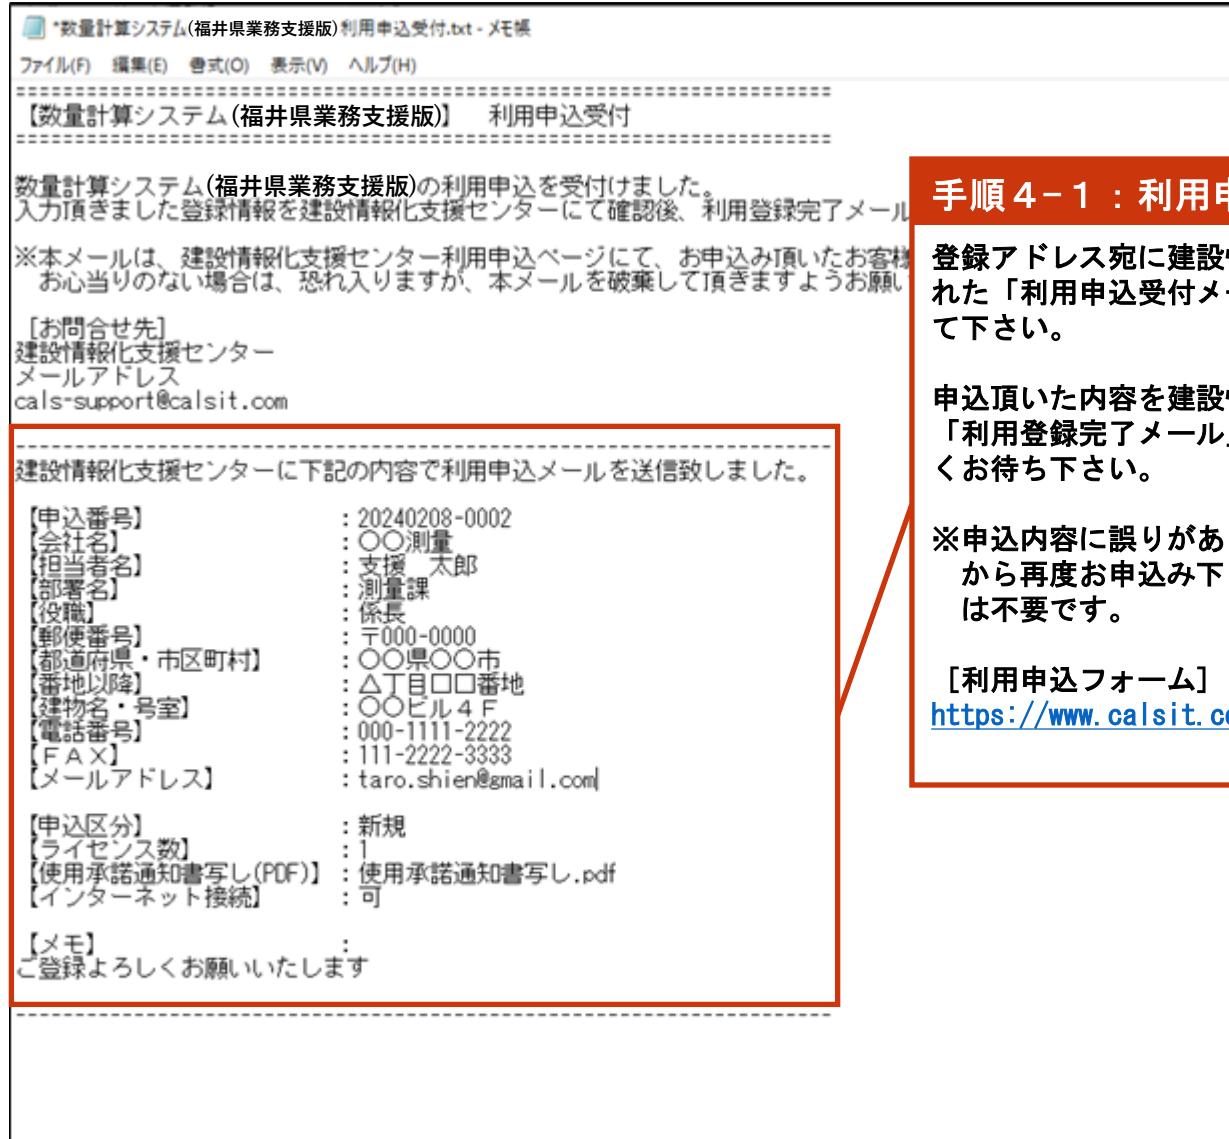 *数量計算システム(福井県業務支援版)利用申込受付.txt - メモ帳
ファイル(F) 編集(E) 書式(O) 表示(V) ヘルプ(H)
======================================================================
【数量計算システム(福井県業務支援版)】 利用申込受付
======================================================================
数量計算システム(福井県業務支援版)の利用申込を受付けました。
入力頂きました登録情報を建設情報化支援センターにて確認後、利用登録完了メール
※本メールは、建設情報化支援センター利用申込ページにて、お申込み頂いたお客様
お心当りのない場合は、恐れ入りますが、本メールを破棄して頂きますようお願い
[お問合せ先]
建設情報化支援センター
メールアドレス
cals-support@calsit.com
----------------------------------------------------------------------
建設情報化支援センターに下記の内容で利用申込メールを送信致しました。
【申込番号】 : 20240208-0002
【会社名】 : 〇〇測量
【担当者名】 : 支援 太郎
【部署名】 : 測量課
【役職】 : 係長
【郵便番号】 : 〒000-0000
【都道府県・市区町村】 : 〇〇県〇〇市
【番地以降】 : △丁目□□番地
【建物名・号室】 : 〇〇ビル４Ｆ
【電話番号】 : 000-1111-2222
【ＦＡＸ】 : 111-2222-3333
【メールアドレス】 : taro.shien@gmail.com
【申込区分】 : 新規
【ライセンス数】 : 1
【使用承諾通知書写し(PDF)】 : 使用承諾通知書写し.pdf
【インターネット接続】 : 可
【メモ】 :
ご登録よろしくお願いいたします
----------------------------------------------------------------------
手順４-１：利用申
登録アドレス宛に建設
れた「利用申込受付メー
て下さい。
申込頂いた内容を建設
「利用登録完了メール」
くお待ち下さい。
※申込内容に誤りがあ
から再度お申込み下
は不要です。
[利用申込フォーム]
https://www.calsit.co